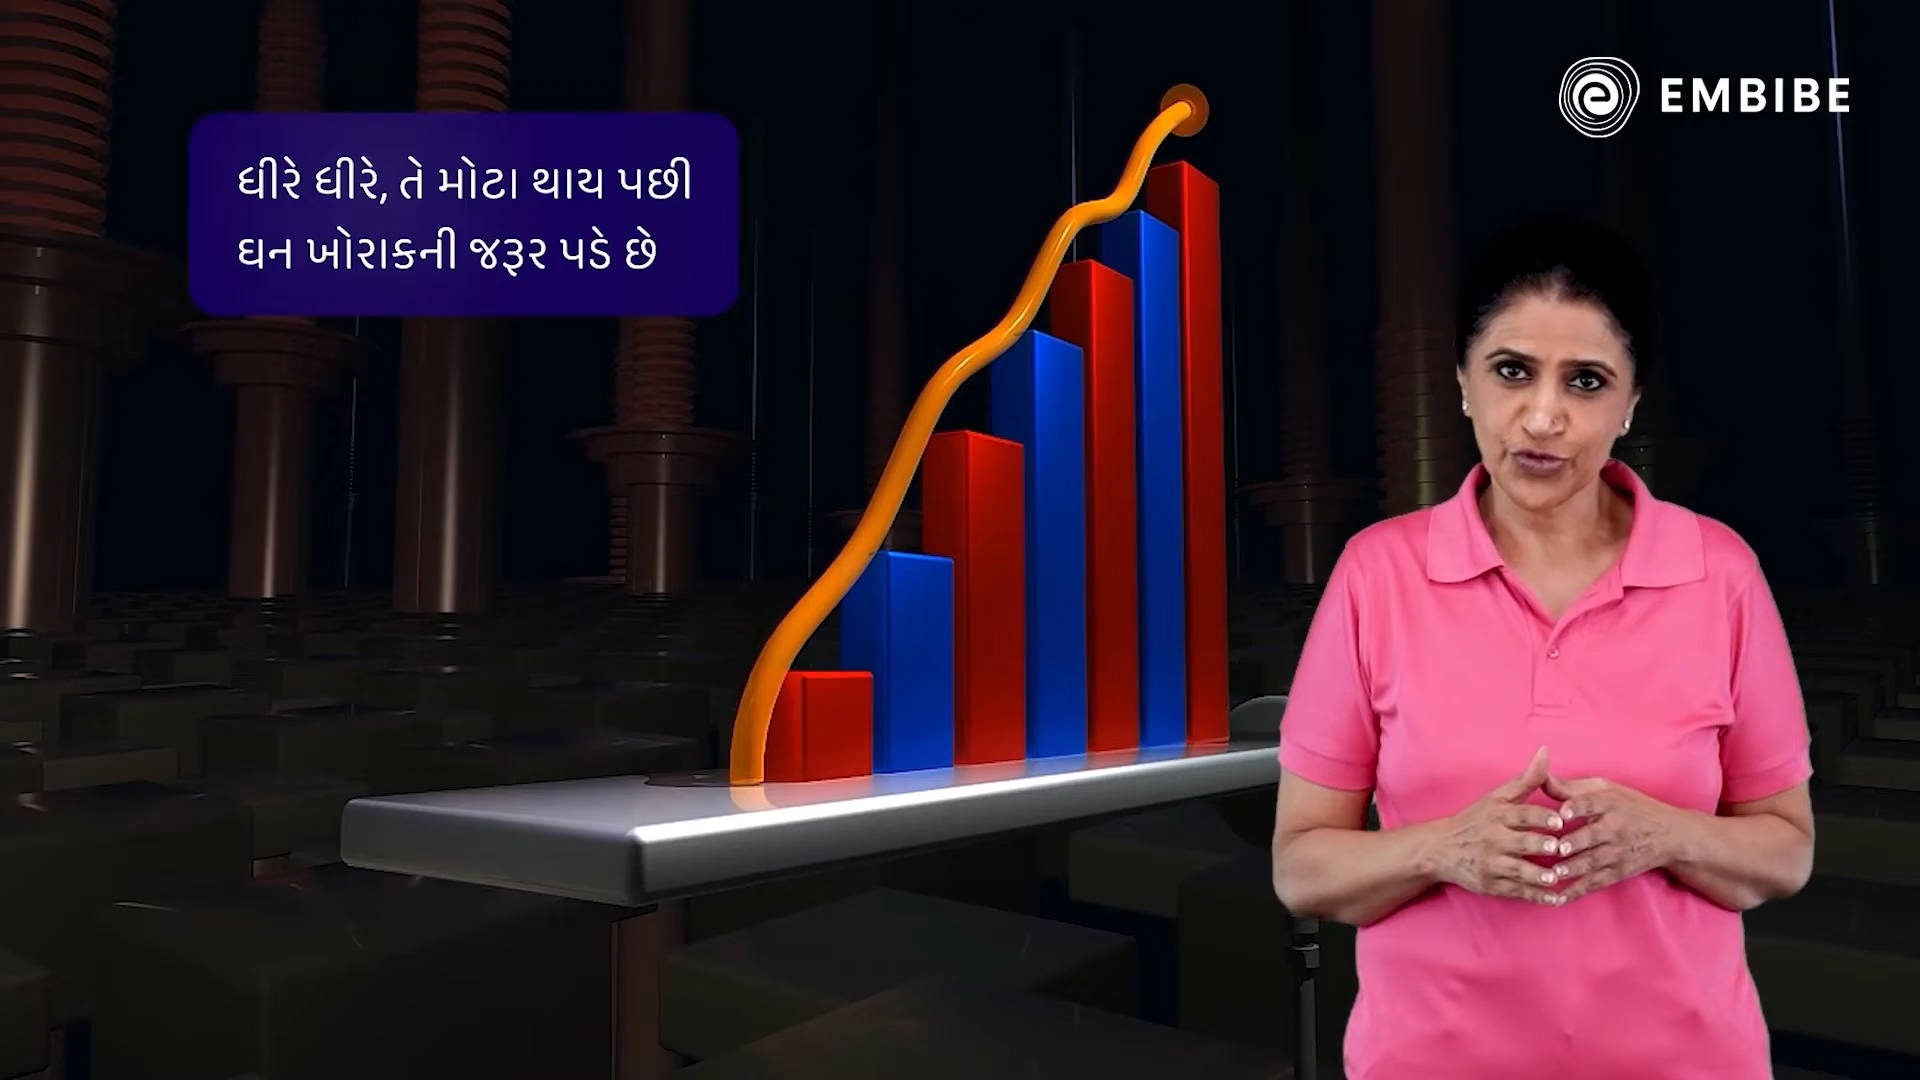 ધીરે ધીરે, તે મોટા થાય પછી
ઘન ખોરાકની જરૂર પડે છે
EMBIBE